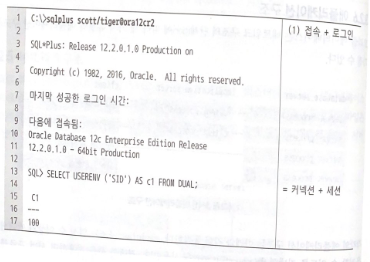 1 C:\>sqlplus scott/tiger@ora12cr2
(1) 접속 + 로그인
2
3 SQL*Plus: Release 12.2.0.1.0 Production on
4
5 Copyright (c) 1982, 2016, Oracle. All rights reserved.
6
7 마지막 성공한 로그인 시간:
8
9 다음에 접속됨:
10 Oracle Database 12c Enterprise Edition Release
11 12.2.0.1.0 - 64bit Production
12
13 SQL> SELECT USERENV ('SID') AS c1 FROM DUAL;
= 커넥션 + 세션
14
15 C1
16 ---
17 100